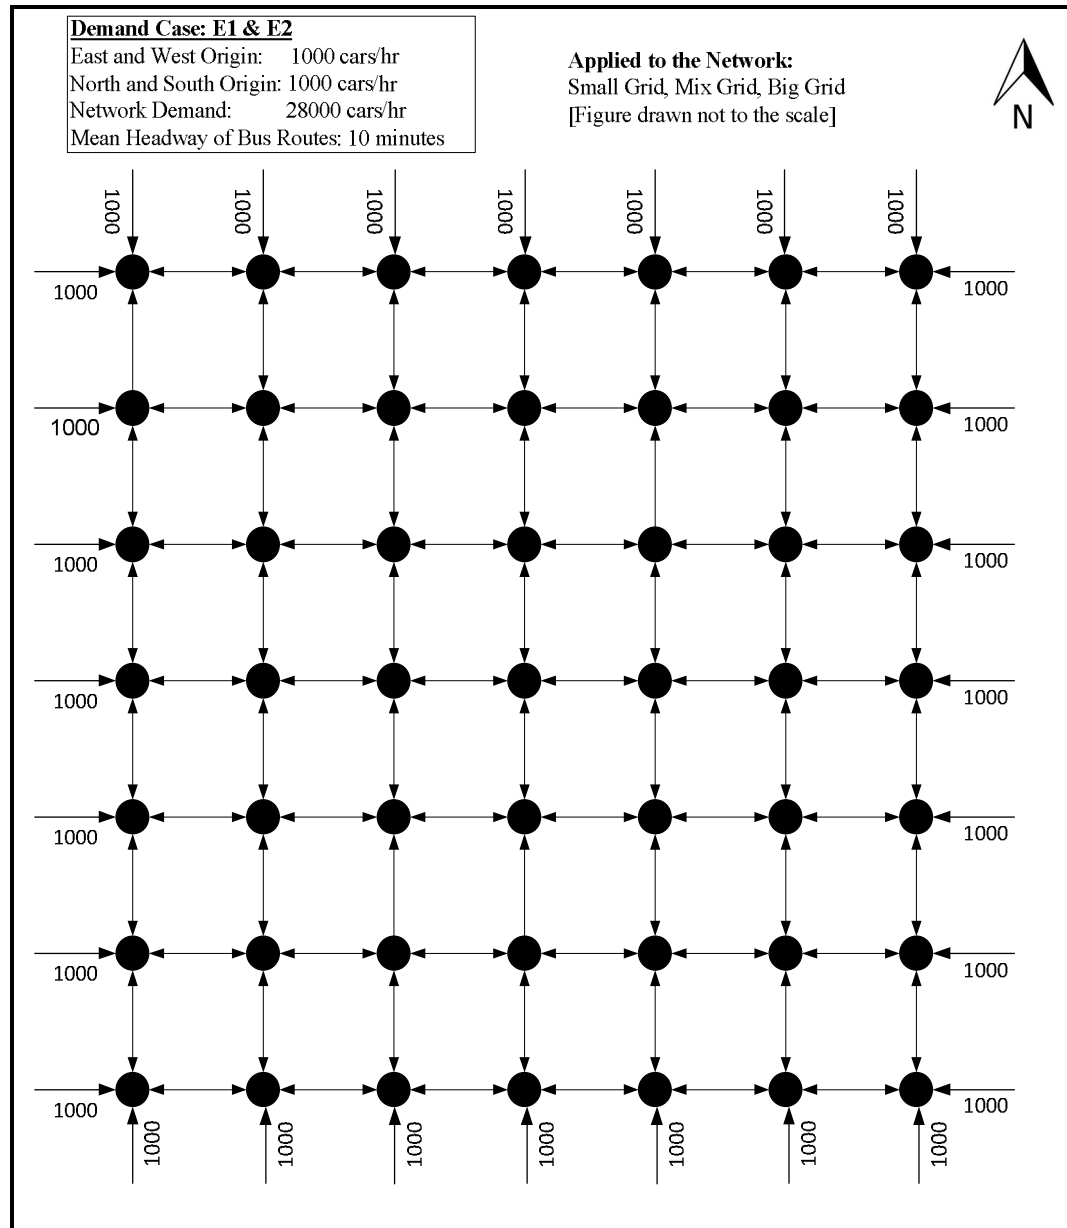 Demand Case: E1 & E2
East and West Origin: 1000 cars/hr
North and South Origin: 1000 cars/hr
Network Demand: 28000 cars/hr
Mean Headway of Bus Routes: 10 minutes
Applied to the Network:
Small Grid, Mix Grid, Big Grid
[Figure drawn not to the scale]
N
1000 1000 1000 1000 1000 1000 1000
1000 1000
1000 1000
1000 1000
1000 1000
1000 1000
1000 1000
1000 1000
1000 1000 1000 1000 1000 1000 1000